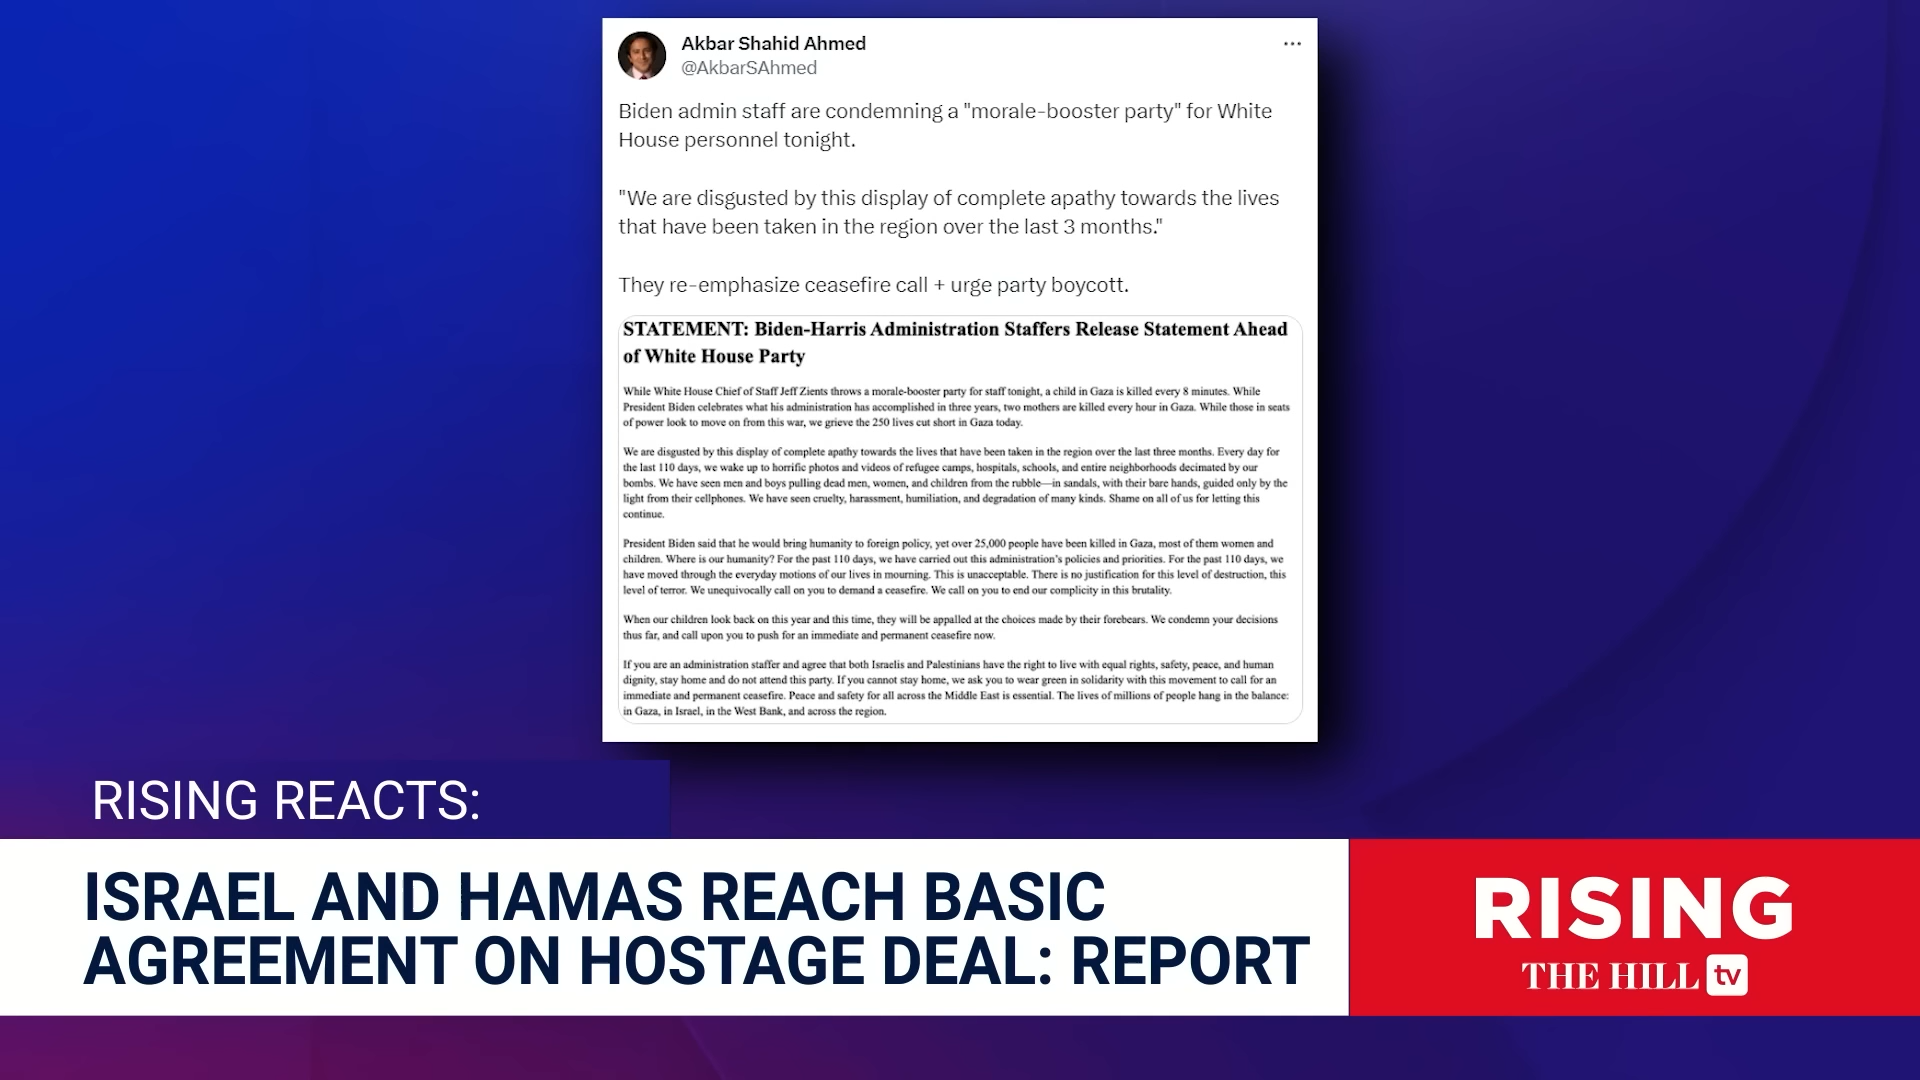 Akbar Shahid Ahmed
@AkbarSAhmed
Biden admin staff are condemning a "morale-booster party" for White
House personnel tonight.
"We are disgusted by this display of complete apathy towards the lives
that have been taken in the region over the last 3 months."
They re-emphasize ceasefire call + urge party boycott.
STATEMENT: Biden-Harris Administration Staffers Release Statement Ahead
of White House Party
While White House Chief of Staff Jeff Zients throws a morale-booster party for staff tonight, a child in Gaza is killed every 8 minutes. While
President Biden celebrates what his administration has accomplished in three years, two mothers are killed every hour in Gaza. While those in seats
of power look to move on from this war, we grieve the 250 lives cut short in Gaza today.
We are disgusted by this display of complete apathy towards the lives that have been taken in the region over the last three months. Every day for
the last 110 days, we wake up to horrific photos and videos of refugee camps, hospitals, schools, and entire neighborhoods decimated by our
bombs. We have seen men and boys pulling dead men, women, and children from the rubble—in sandals, with their bare hands, guided only by the
light from their cellphones. We have seen cruelty, harassment, humiliation, and degradation of many kinds. Shame on all of us for letting this
continue.
President Biden said that he would bring humanity to foreign policy, yet over 25,000 people have been killed in Gaza, most of them women and
children. Where is our humanity? For the past 110 days, we have carried out this administration's policies and priorities. For the past 110 days, we
have moved through the everyday motions of our lives in mourning. This is unacceptable. There is no justification for this level of destruction, this
level of terror. We unequivocally call on you to demand a ceasefire. We call on you to end our complicity in this brutality.
When our children look back on this year and this time, they will be appalled at the choices made by their forebears. We condemn your decisions
thus far, and call upon you to push for an immediate and permanent ceasefire now.
If you are an administration staffer and agree that both Israelis and Palestinians have the right to live with equal rights, safety, peace, and human
dignity, stay home and do not attend this party. If you cannot stay home, we ask you to wear green in solidarity with this movement to call for an
immediate and permanent ceasefire. Peace and safety for all across the Middle East is essential. The lives of millions of people hang in the balance:
in Gaza, in Israel, in the West Bank, and across the region.
RISING REACTS:
ISRAEL AND HAMAS REACH BASIC
AGREEMENT ON HOSTAGE DEAL: REPORT
RISING
THE HILL tv